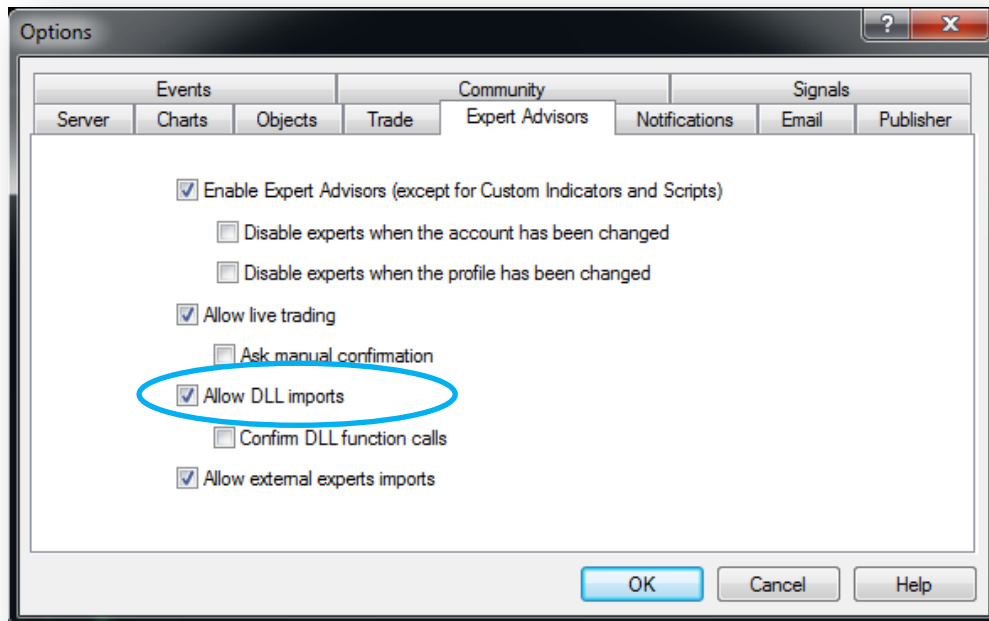 Options
?
X
Events Community Signals
Server Charts Objects Trade Expert Advisors Notifications Email Publisher
Enable Expert Advisors (except for Custom Indicators and Scripts)
Disable experts when the account has been changed
Disable experts when the profile has been changed
Allow live trading
Ask manual confirmation
Allow DLL imports
Confirm DLL function calls
Allow external experts imports
OK Cancel Help